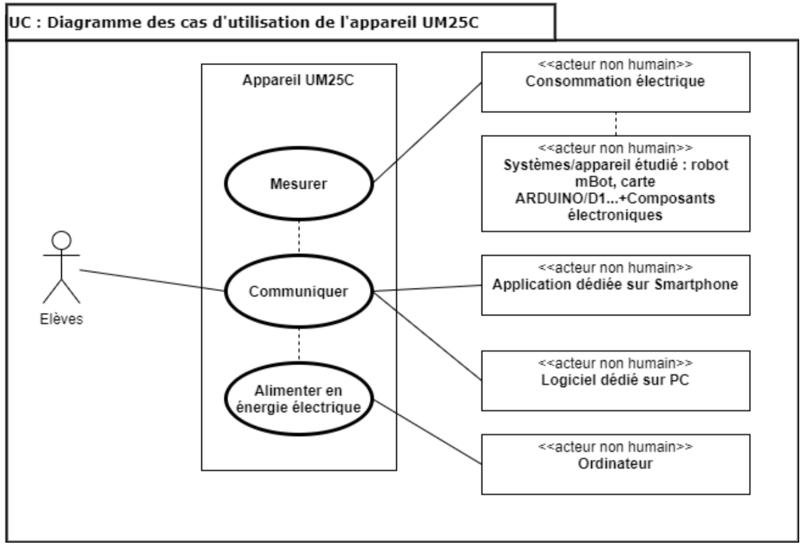 UC : Diagramme des cas d'utilisation de l'appareil UM25C
Appareil UM25C
Mesurer
Communiquer
Alimenter en
énergie électrique
Elèves
<<acteur non humain>>
Consommation électrique
<<acteur non humain>>
Systèmes/appareil étudié : robot
mBot, carte
ARDUINO/D1...+Composants
électroniques
<<acteur non humain>>
Application dédiée sur Smartphone
<<acteur non humain>>
Logiciel dédié sur PC
<<acteur non humain>>
Ordinateur